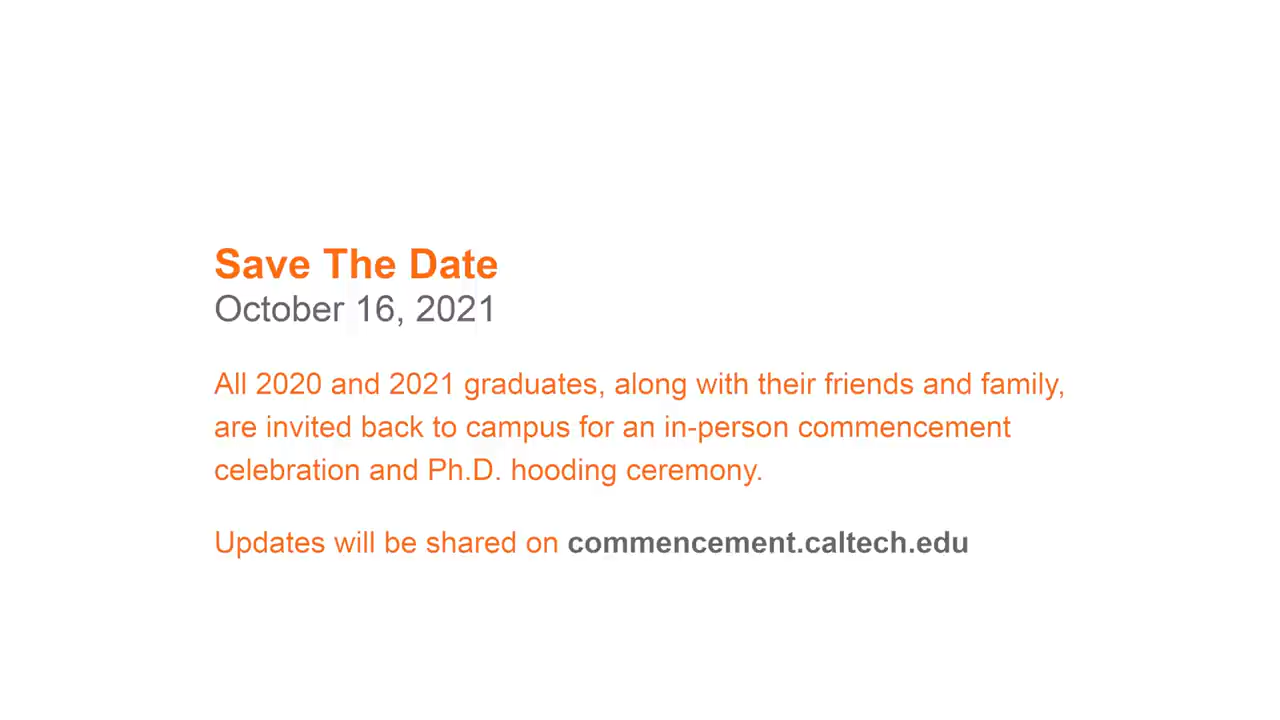 Save The Date
October 16, 2021
All 2020 and 2021 graduates, along with their friends and family,
are invited back to campus for an in-person commencement
celebration and Ph.D. hooding ceremony.
Updates will be shared on commencement.caltech.edu